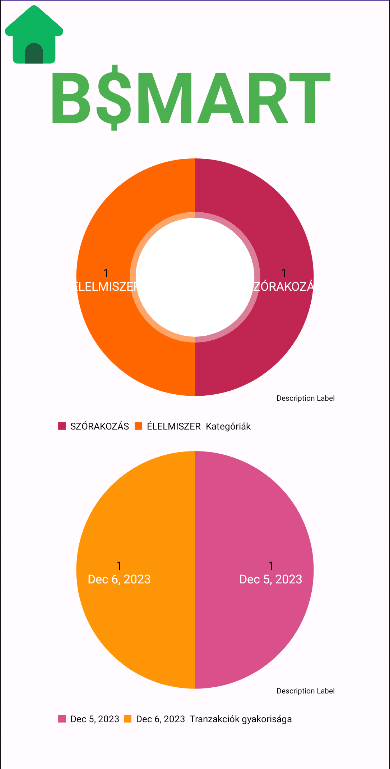 B$MART
1
ÉLELMISZER
1
SZÓRAKOZÁS
Description Label
SZÓRAKOZÁS ÉLELMISZER Kategóriák
1
Dec 6, 2023
1
Dec 5, 2023
Description Label
Dec 5, 2023 Dec 6, 2023 Tranzakciók gyakorisága